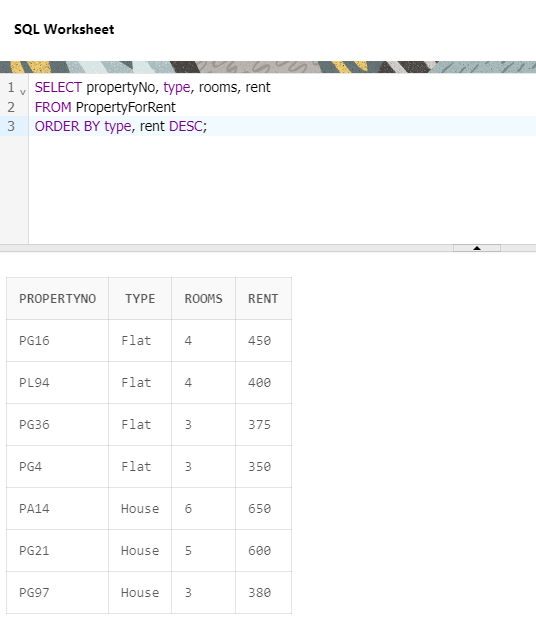 SQL Worksheet
1 SELECT propertyNo, type, rooms, rent
2 FROM PropertyForRent
3 ORDER BY type, rent DESC;
PROPERTYNO TYPE ROOMS RENT
PG16 Flat 4 450
PL94 Flat 4 400
PG36 Flat 3 375
PG4 Flat 3 350
PA14 House 6 650
PG21 House 5 600
PG97 House 3 380